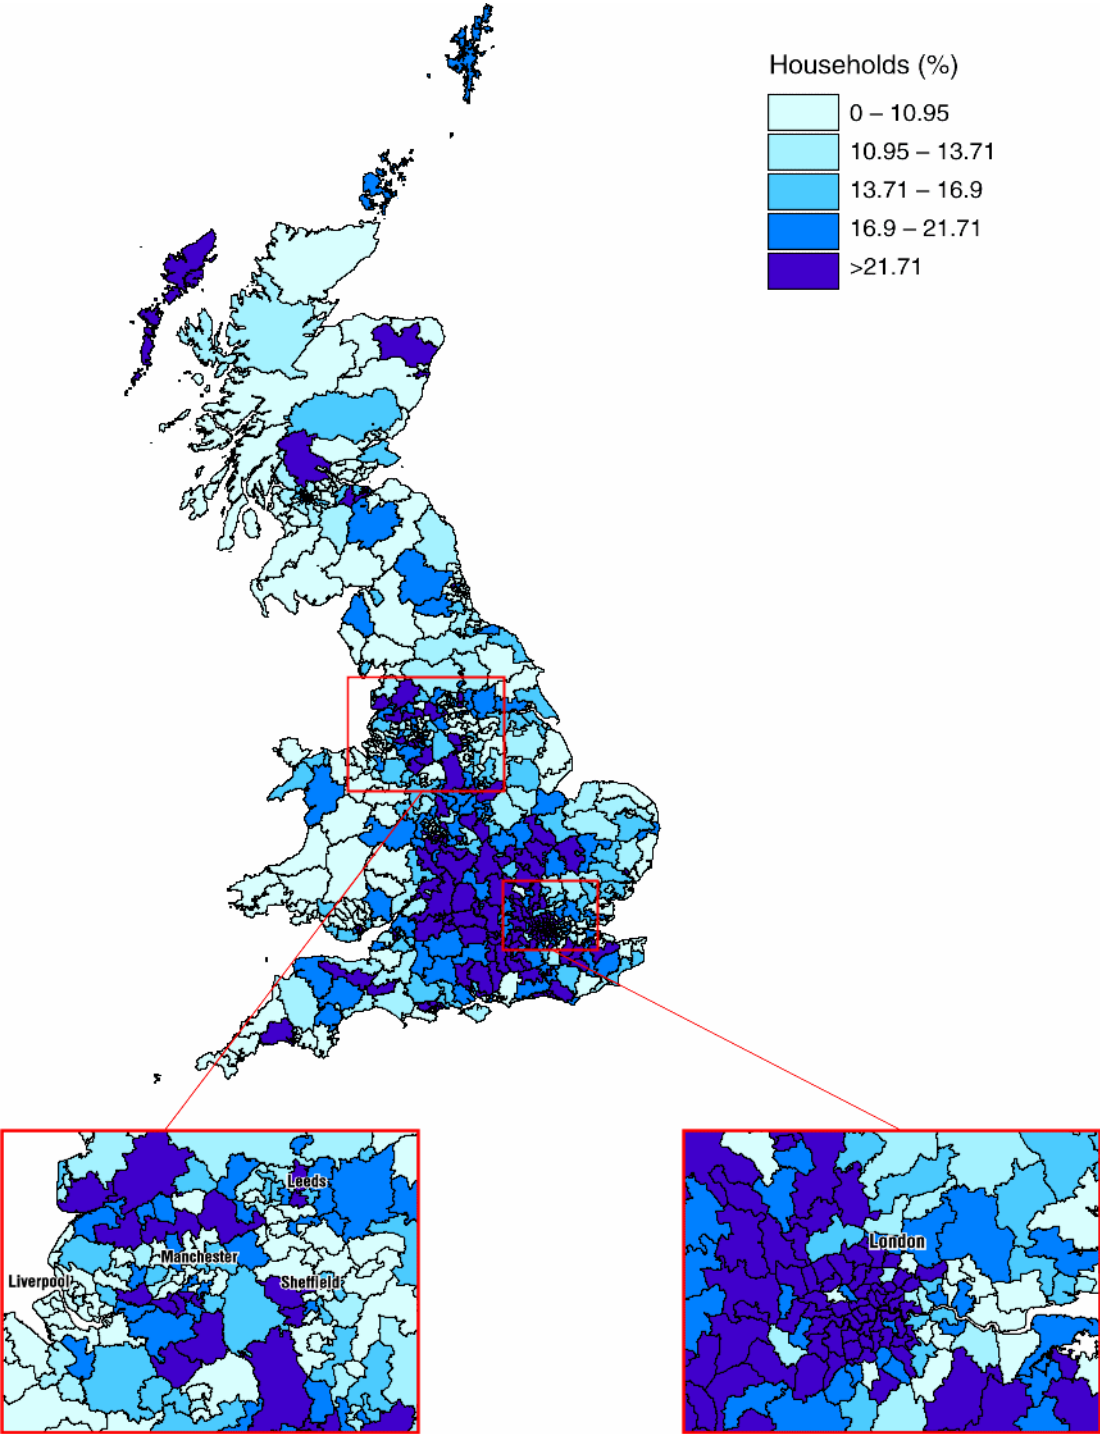 Households (%)
0 – 10.95
10.95 – 13.71
13.71 – 16.9
16.9 – 21.71
>21.71
Leeds
Manchester
Liverpool
Sheffield
London